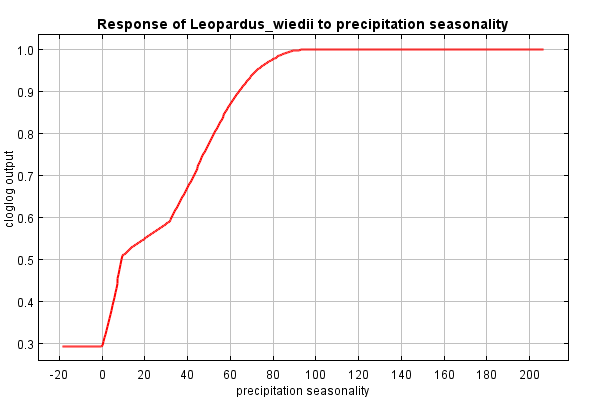 Response of Leopardus_wiedii to precipitation seasonality
cloglog output
1.0
0.9
0.8
0.7
0.6
0.5
0.4
0.3
-20 0 20 40 60 80 100 120 140 160 180 200
precipitation seasonality